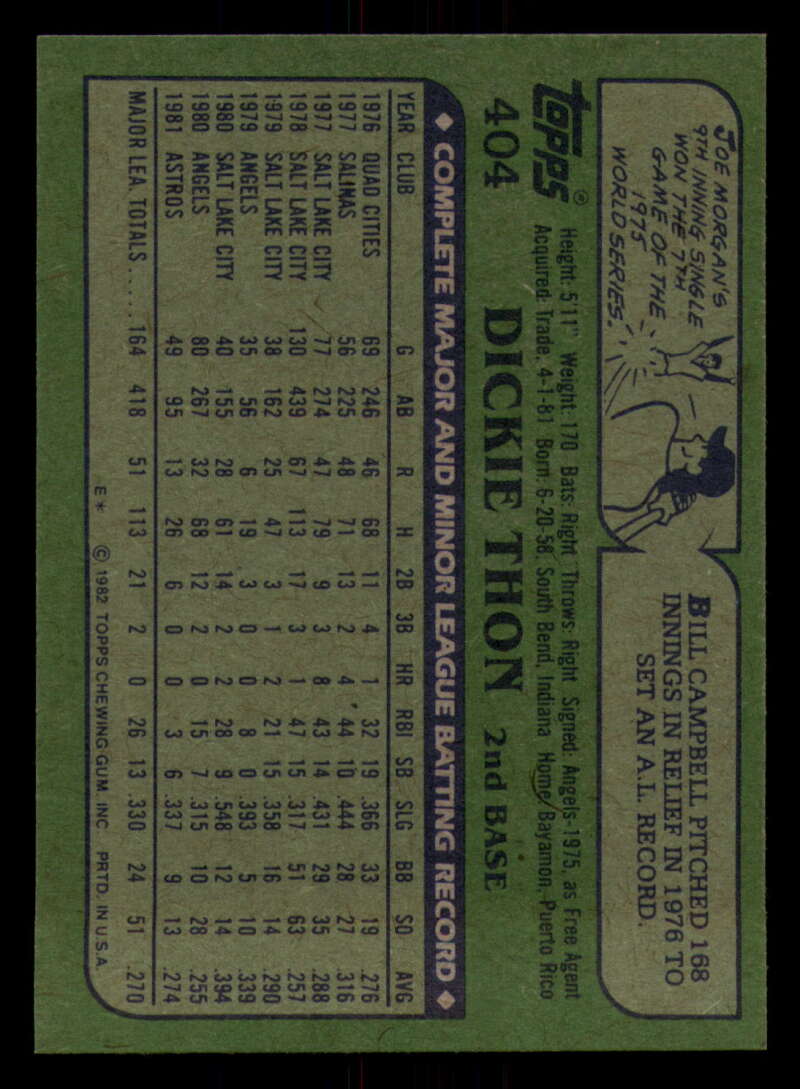 JOE MORGAN'S
9TH INNING SINGLE
WON THE 7TH
GAME OF THE
1975
WORLD SERIES.
BILL CAMPBELL PITCHED 168
INNINGS IN RELIEF IN 1976 TO
SET AN A.L. RECORD.
Topps®
Height: 5'11" Weight: 170 Bats: Right Throws: Right Signed: Angels-1975, as Free Agent
Acquired: Trade, 4-1-81 Born: 6-20-58, South Bend, Indiana Home: Bayamon, Puerto Rico
404 DICKIE THON 2nd BASE
◆ COMPLETE MAJOR AND MINOR LEAGUE BATTING RECORD ◆
YEAR CLUB G AB R H 2B 3B HR RBI SB SLG BB SO AVG
1976 QUAD CITIES 69 246 46 68 11 4 1 32 19 .366 33 19 .276
1977 SALINAS 56 225 48 71 13 2 4 44 10 .444 28 27 .316
1977 SALT LAKE CITY 77 274 47 79 9 3 8 43 14 .431 29 35 .288
1978 SALT LAKE CITY 130 439 67 113 17 3 1 47 15 .317 51 63 .257
1979 SALT LAKE CITY 38 162 25 47 3 1 2 21 15 .358 16 14 .290
1979 ANGELS 35 56 6 19 3 0 0 8 0 .393 5 10 .339
1980 SALT LAKE CITY 40 155 28 61 14 2 2 28 9 .548 12 14 .394
1980 ANGELS 80 267 32 68 12 2 0 15 7 .315 10 28 .255
1981 ASTROS 49 95 13 26 6 0 0 3 6 .337 9 13 .274
MAJOR LEA. TOTALS..... 164 418 51 113 21 2 0 26 13 .330 24 51 .270
E* © 1982 TOPPS CHEWING GUM, INC. PRTD. IN U.S.A.